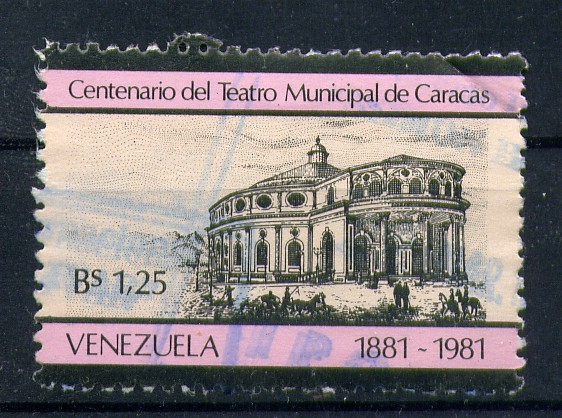 Centenario del Teatro Municipal de Caracas
Bs 1,25
VENEZUELA 1881-1981